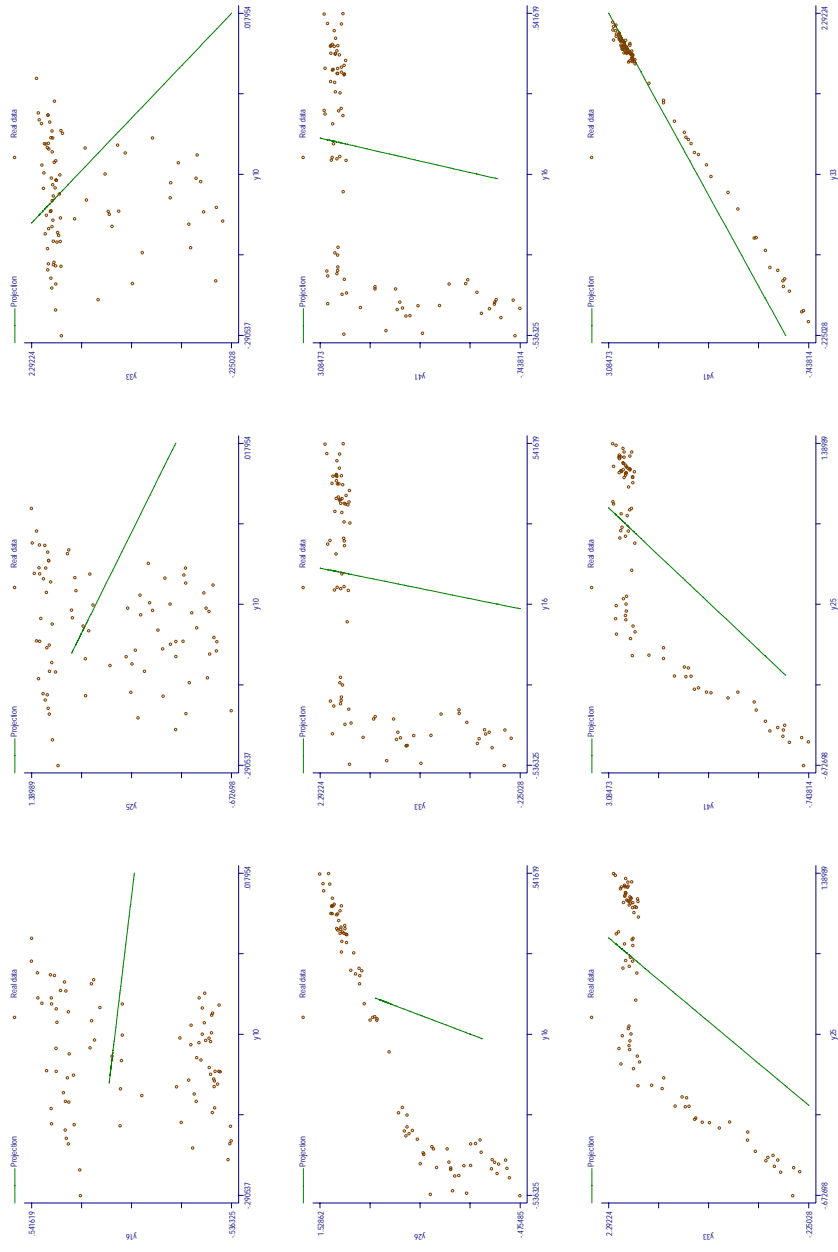 Projection Real data
.541619
y16
-.536325
-.290537 y10 .017954
Projection Real data
1.38989
y25
-.672698
-.290537 y10 .017954
Projection Real data
2.29224
y33
-.225028
-.290537 y10 .017954
Projection Real data
1.52862
y26
-.475485
-.536325 y16 .541619
Projection Real data
2.29224
y33
-.225028
-.536325 y16 .541619
Projection Real data
3.08473
y41
-.743814
-.536325 y16 .541619
Projection Real data
2.29224
y33
-.225028
-.672698 y25 1.38989
Projection Real data
3.08473
y41
-.743814
-.672698 y25 1.38989
Projection Real data
3.08473
y41
-.743814
-.225028 y33 2.29224